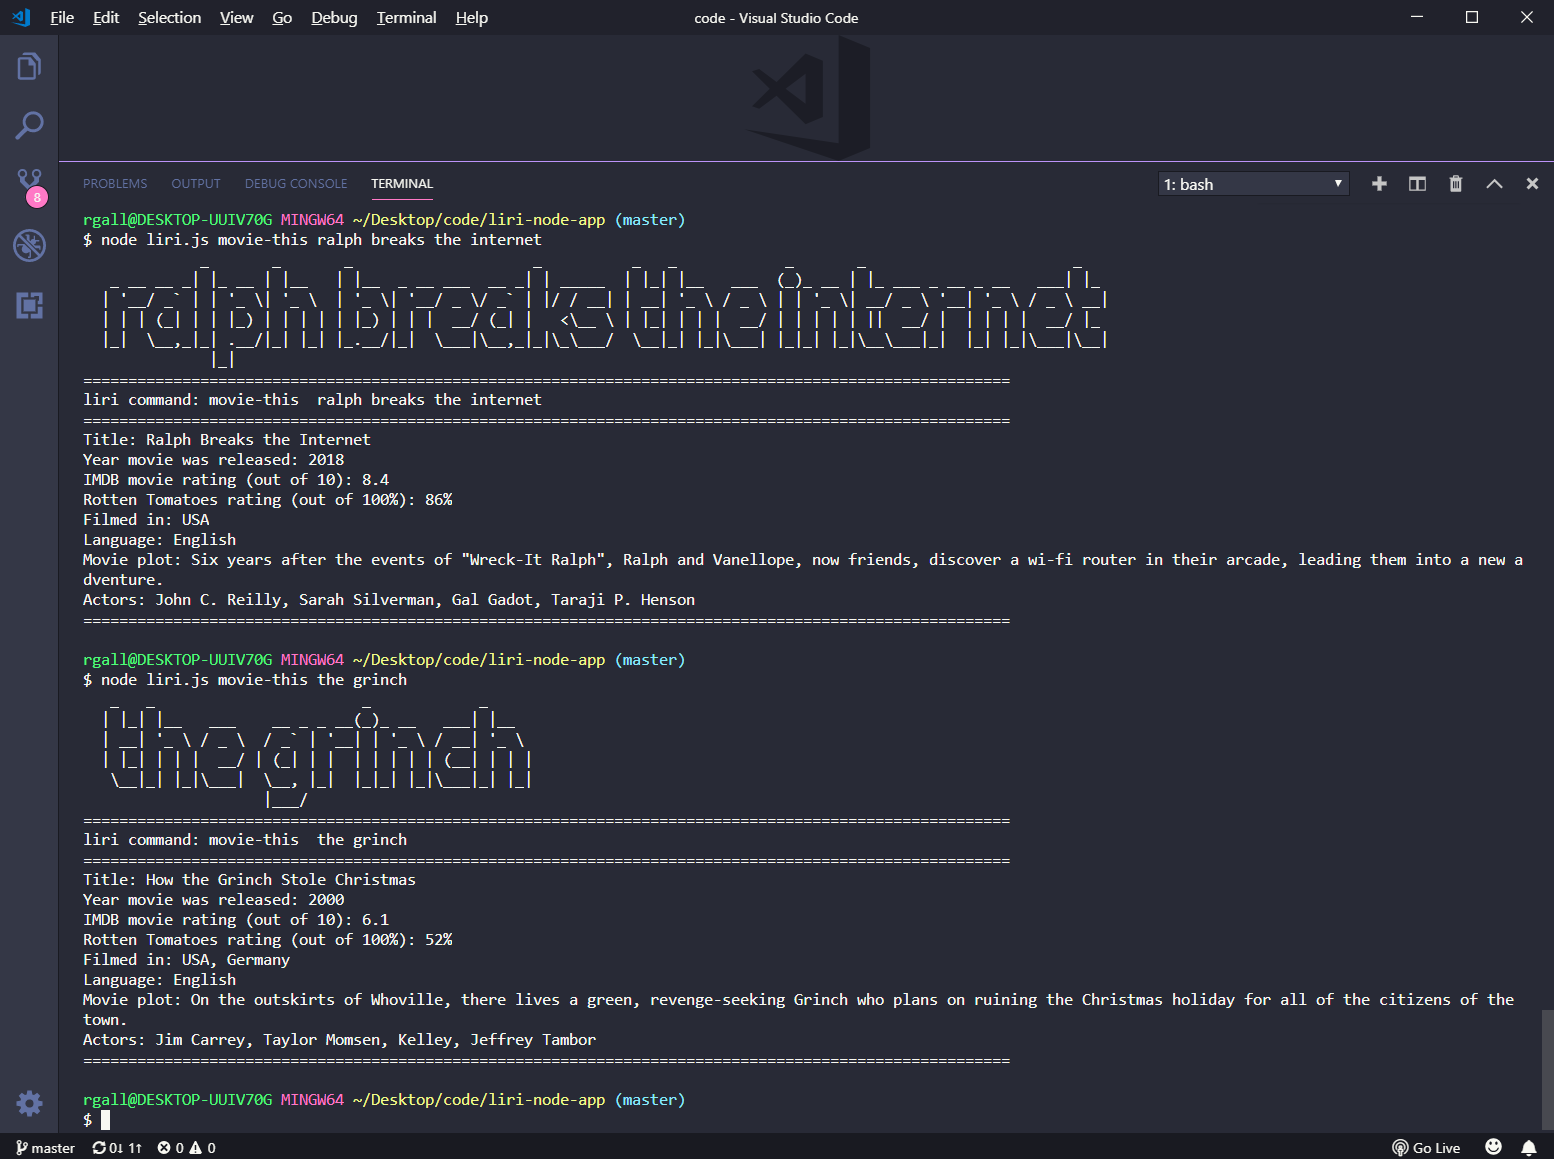 File Edit Selection View Go Debug Terminal Help code - Visual Studio Code
8
PROBLEMS OUTPUT DEBUG CONSOLE TERMINAL 1: bash
rgall@DESKTOP-UUIV70G MINGW64 ~/Desktop/code/liri-node-app (master)
$ node liri.js movie-this ralph breaks the internet
ralph breaks the internet
=======================================================================================================
liri command: movie-this  ralph breaks the internet
=======================================================================================================
Title: Ralph Breaks the Internet
Year movie was released: 2018
IMDB movie rating (out of 10): 8.4
Rotten Tomatoes rating (out of 100%): 86%
Filmed in: USA
Language: English
Movie plot: Six years after the events of "Wreck-It Ralph", Ralph and Vanellope, now friends, discover a wi-fi router in their arcade, leading them into a new a
dventure.
Actors: John C. Reilly, Sarah Silverman, Gal Gadot, Taraji P. Henson
=======================================================================================================
rgall@DESKTOP-UUIV70G MINGW64 ~/Desktop/code/liri-node-app (master)
$ node liri.js movie-this the grinch
the grinch
=======================================================================================================
liri command: movie-this  the grinch
=======================================================================================================
Title: How the Grinch Stole Christmas
Year movie was released: 2000
IMDB movie rating (out of 10): 6.1
Rotten Tomatoes rating (out of 100%): 52%
Filmed in: USA, Germany
Language: English
Movie plot: On the outskirts of Whoville, there lives a green, revenge-seeking Grinch who plans on ruining the Christmas holiday for all of the citizens of the
town.
Actors: Jim Carrey, Taylor Momsen, Kelley, Jeffrey Tambor
=======================================================================================================
rgall@DESKTOP-UUIV70G MINGW64 ~/Desktop/code/liri-node-app (master)
$
master 0↓ 1↑ 0 0 Go Live